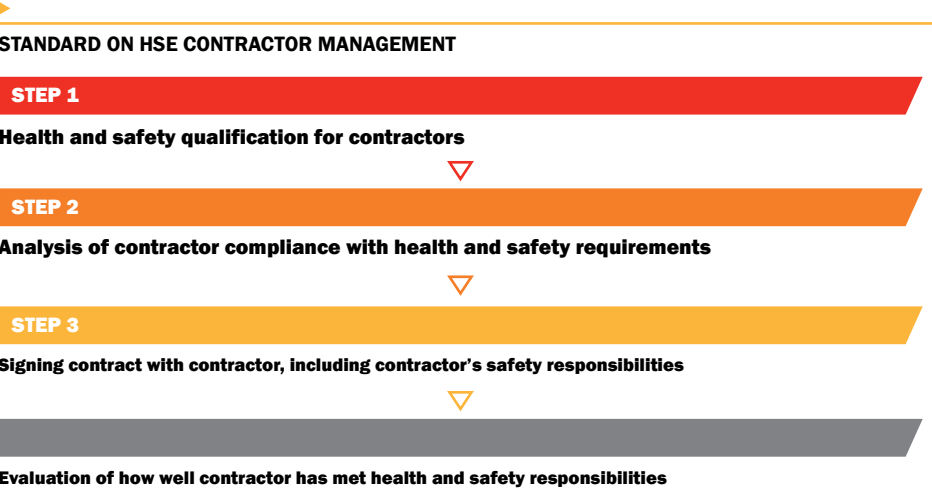 STANDARD ON HSE CONTRACTOR MANAGEMENT
STEP 1
Health and safety qualification for contractors
STEP 2
Analysis of contractor compliance with health and safety requirements
STEP 3
Signing contract with contractor, including contractor’s safety responsibilities
Evaluation of how well contractor has met health and safety responsibilities